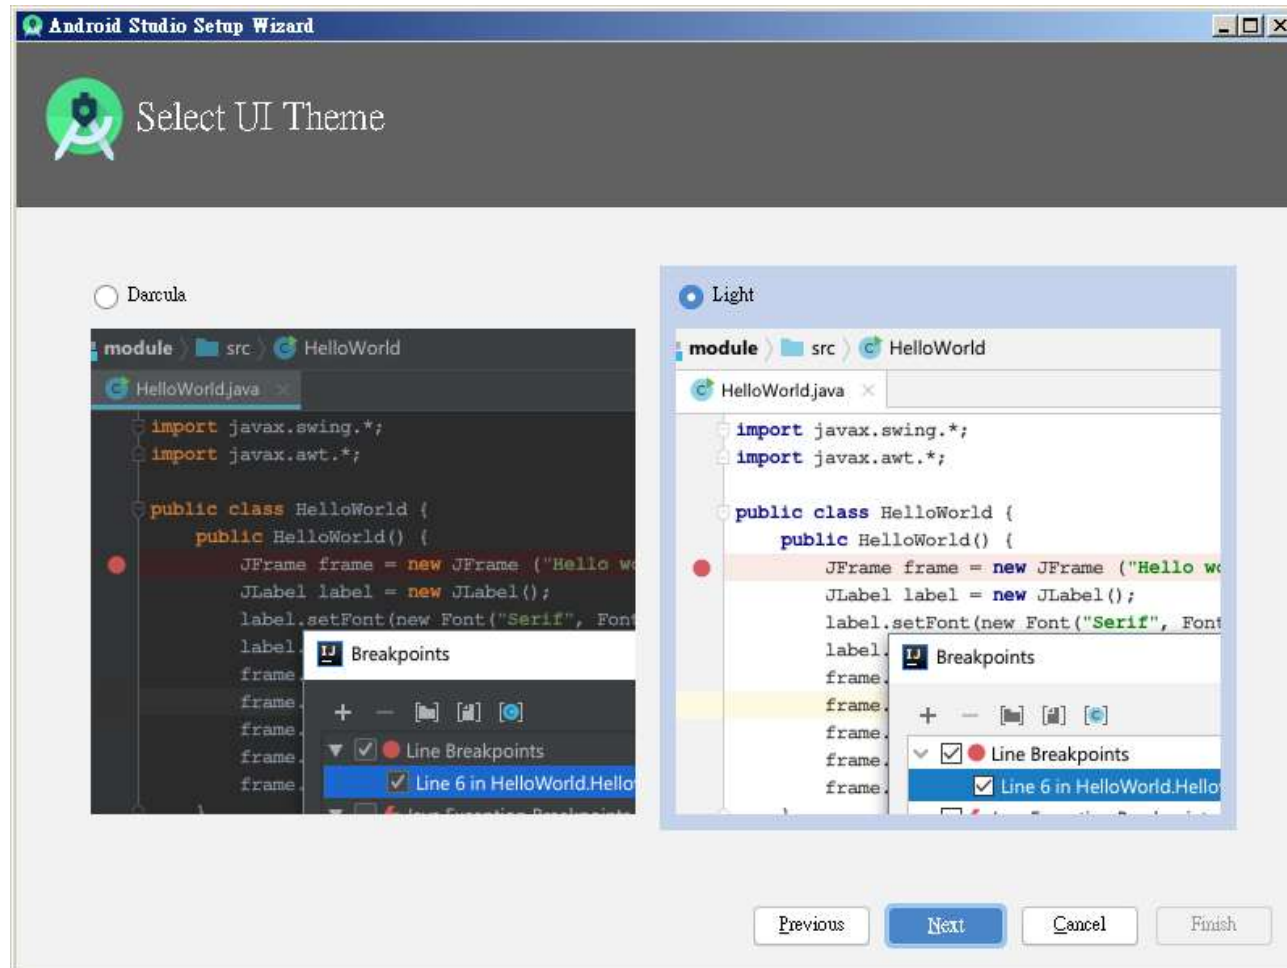 Android Studio Setup Wizard
Select UI Theme
Darcula
module src HelloWorld
HelloWorld.java
import javax.swing.*;
import javax.awt.*;
public class HelloWorld {
public HelloWorld() {
JFrame frame = new JFrame ("Hello
JLabel label = new JLabel();
label.setFont(new Font("Serif", Font
label.
frame.
frame.
frame.
frame.
frame.
IJ Breakpoints
Line Breakpoints
Line 6 in HelloWorld.Hello
Java Exception Breakpoints
Light
module src HelloWorld
HelloWorld.java
import javax.swing.*;
import javax.awt.*;
public class HelloWorld {
public HelloWorld() {
JFrame frame = new JFrame ("Hello
JLabel label = new JLabel();
label.setFont(new Font("Serif", Font
label.
frame.
frame.
frame.
frame.
frame.
IJ Breakpoints
Line Breakpoints
Line 6 in HelloWorld.Hello
Previous Next Cancel Finish